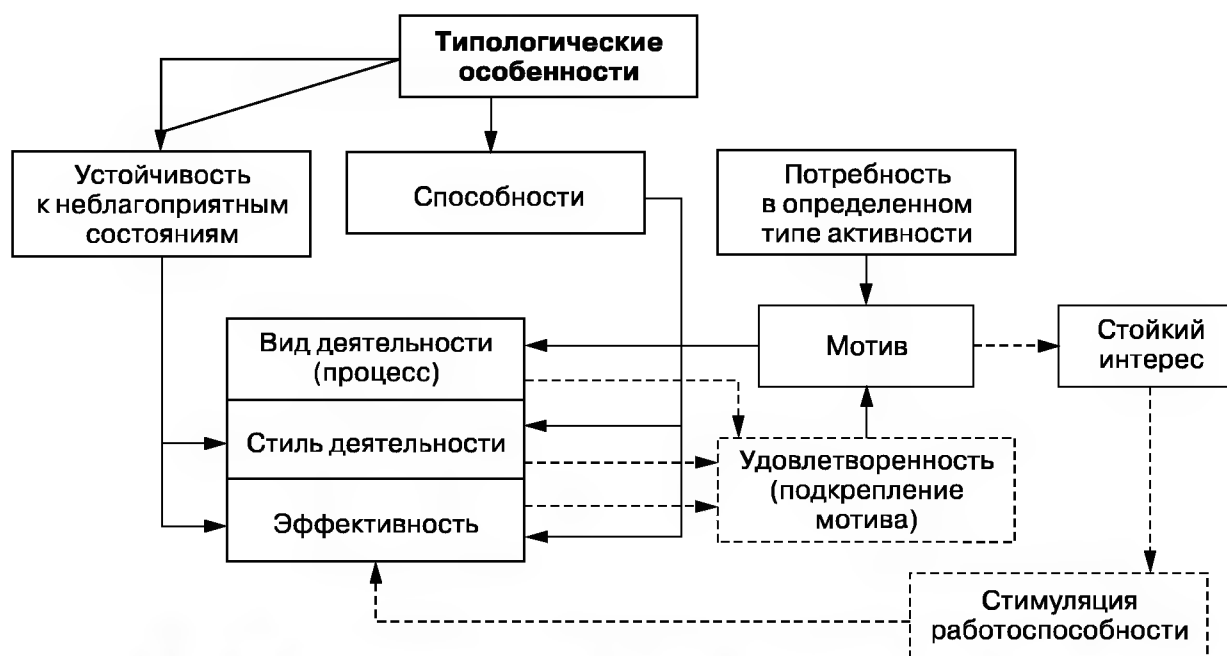 Типологические
особенности
Устойчивость
к неблагоприятным
состояниям
Способности
Потребность
в определенном
типе активности
Вид деятельности
(процесс)
Мотив
Стойкий
интерес
Стиль деятельности
Удовлетворенность
(подкрепление
мотива)
Эффективность
Стимуляция
работоспособности